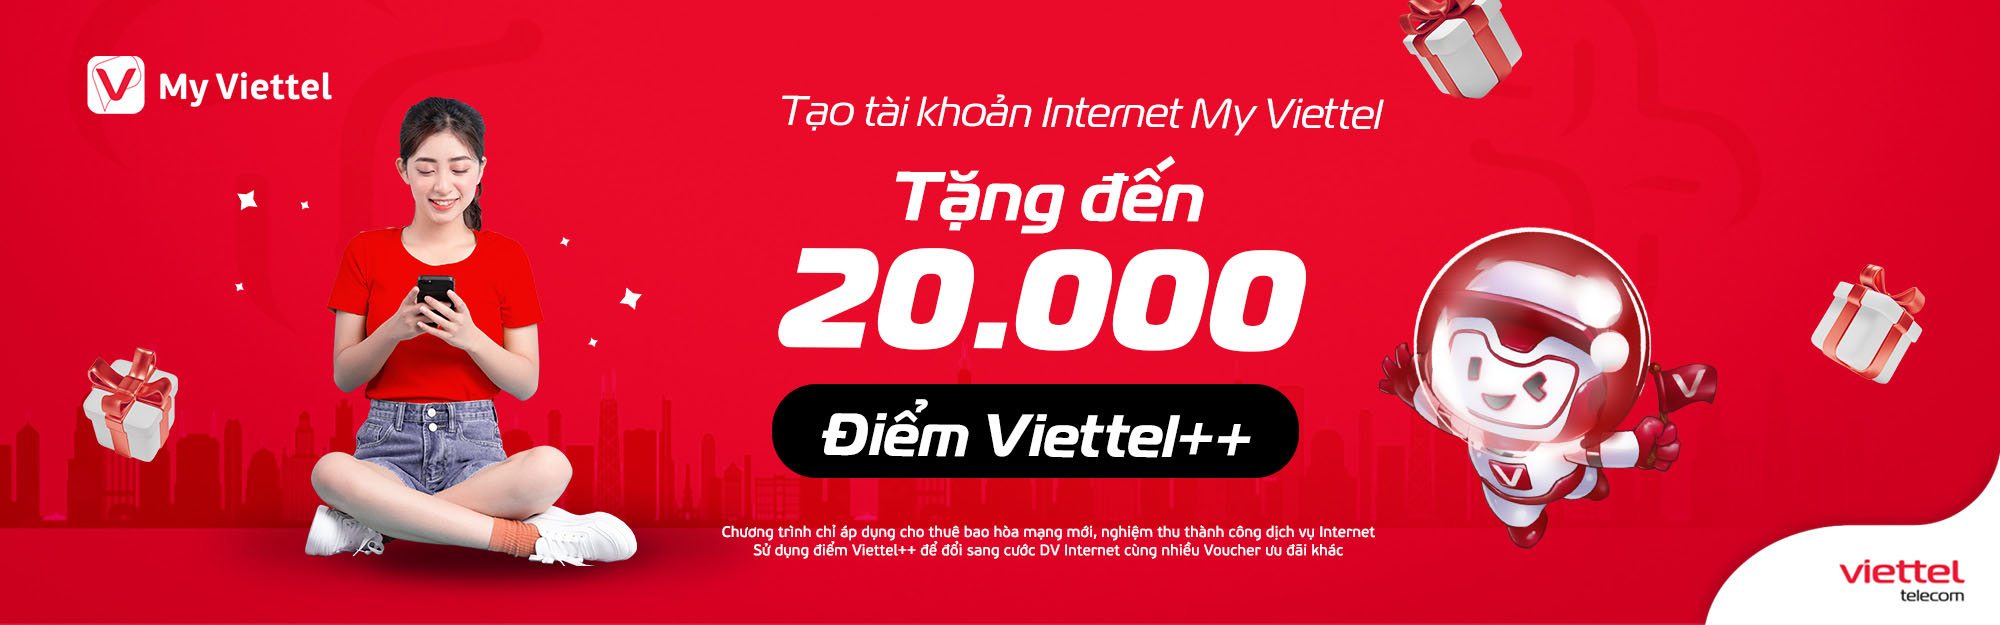 My Viettel
Tạo tài khoản Internet My Viettel
Tặng đến
20.000
Điểm Viettel++
Chương trình chỉ áp dụng cho thuê bao hòa mạng mới, nghiệm thu thành công dịch vụ Internet
Sử dụng điểm Viettel++ để đổi sang cước DV Internet cùng nhiều Voucher ưu đãi khác
viettel
telecom